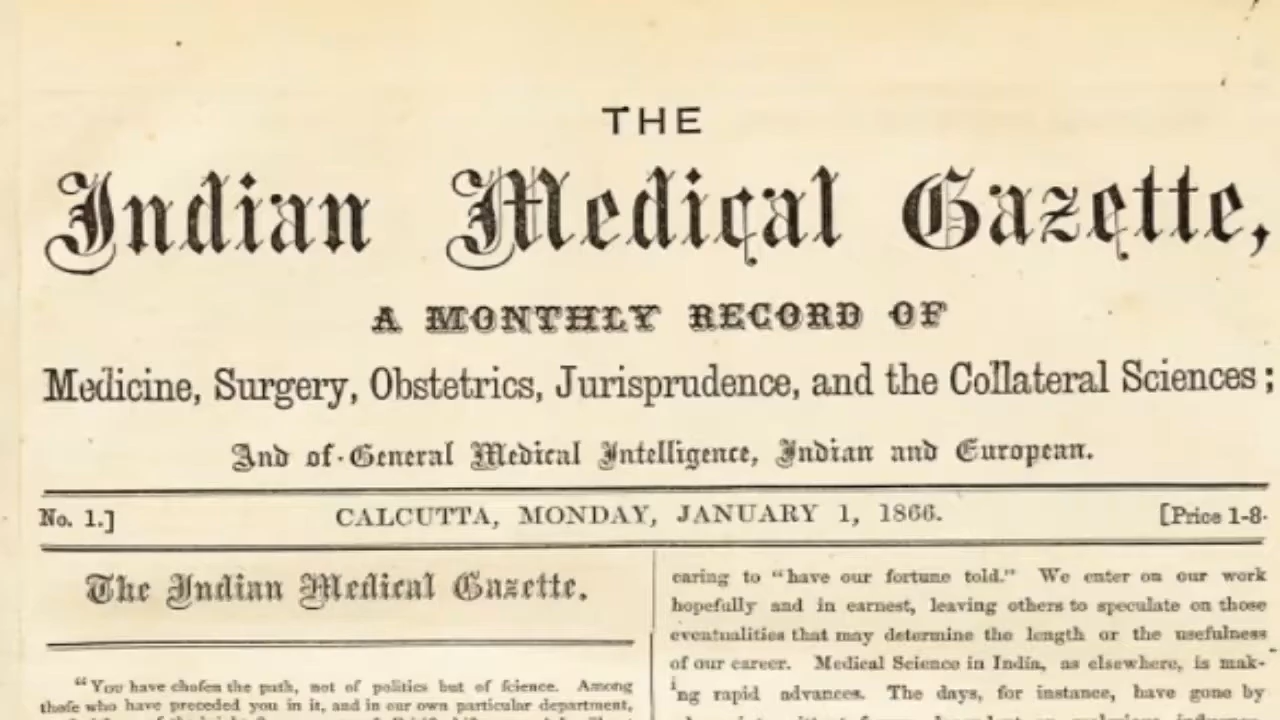 THE
Indian Medical Gazette,
A MONTHLY RECORD OF
Medicine, Surgery, Obstetrics, Jurisprudence, and the Collateral Sciences;
And of General Medical Intelligence, Indian and European.
No. 1.] CALCUTTA, MONDAY, JANUARY 1, 1866. [Price 1-8-
The Indian Medical Gazette.
"You have choſen the path, not of politics but of ſcience. Among
thoſe who have preceded you in it, and in our own particular department,
caring to "have our fortune told." We enter on our work
hopefully and in earnest, leaving others to speculate on those
eventualities that may determine the length or the usefulness
of our career. Medical Science in India, as elsewhere, is mak-
ing rapid advances. The days, for instance, have gone by